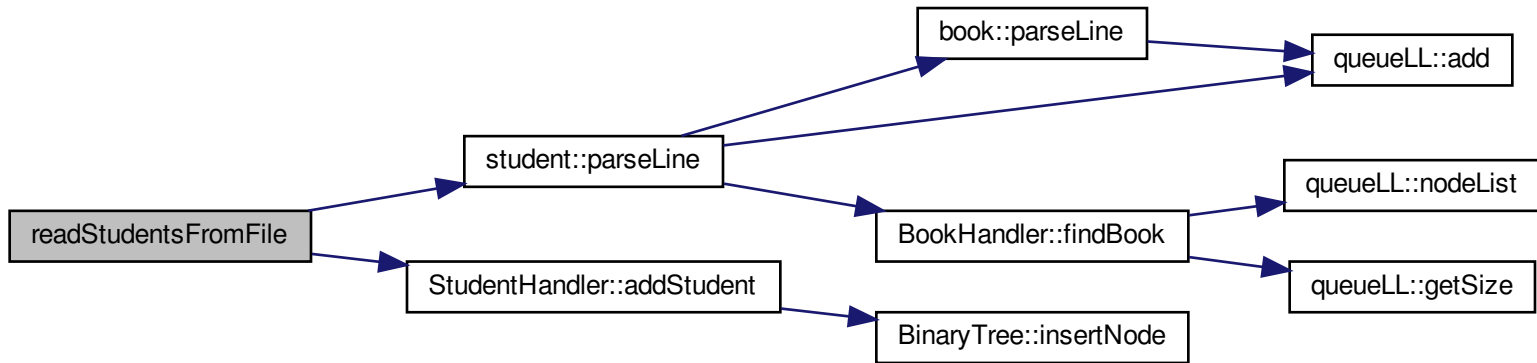 readStudentsFromFile
student::parseLine
book::parseLine
queueLL::add
BookHandler::findBook
queueLL::nodeList
queueLL::getSize
StudentHandler::addStudent
BinaryTree::insertNode